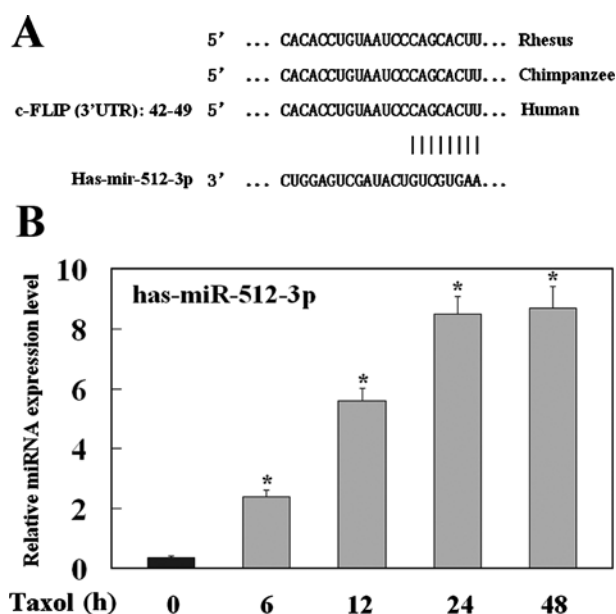 A
5' ... CACACCUGUAAUCCCAGCACUU... Rhesus
5' ... CACACCUGUAAUCCCAGCACUU... Chimpanzee
c-FLIP (3'UTR): 42-49 5' ... CACACCUGUAAUCCCAGCACUU... Human
Has-mir-512-3p 3' ... CUGGAGUCGAUACUGUCGUGAA...
B
Relative miRNA expression level
has-miR-512-3p
10
8
6
4
2
0
* * * *
Taxol (h) 0 6 12 24 48